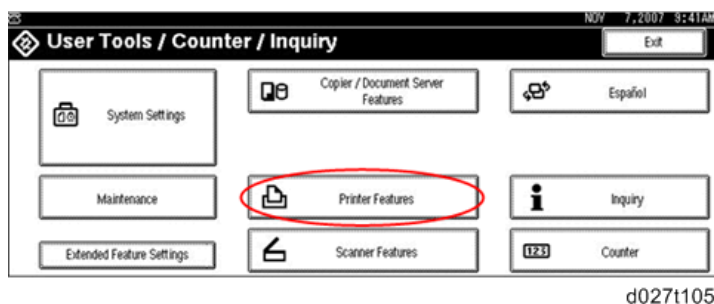 NOV 7,2007 9:41AM
User Tools / Counter / Inquiry
Exit
System Settings
Copier / Document Server
Features
Español
Maintenance
Printer Features
Inquiry
Extended Feature Settings
Scanner Features
123
Counter
d027t105